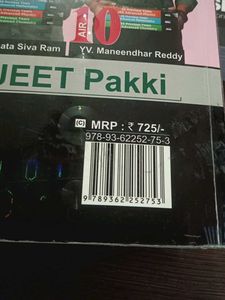 AIR 10
ata Siva Ram
YV. Maneendhar Reddy
JEET Pakki
(C) MRP : ₹ 725/-
978-93-62252-75-3
9 789362 252753